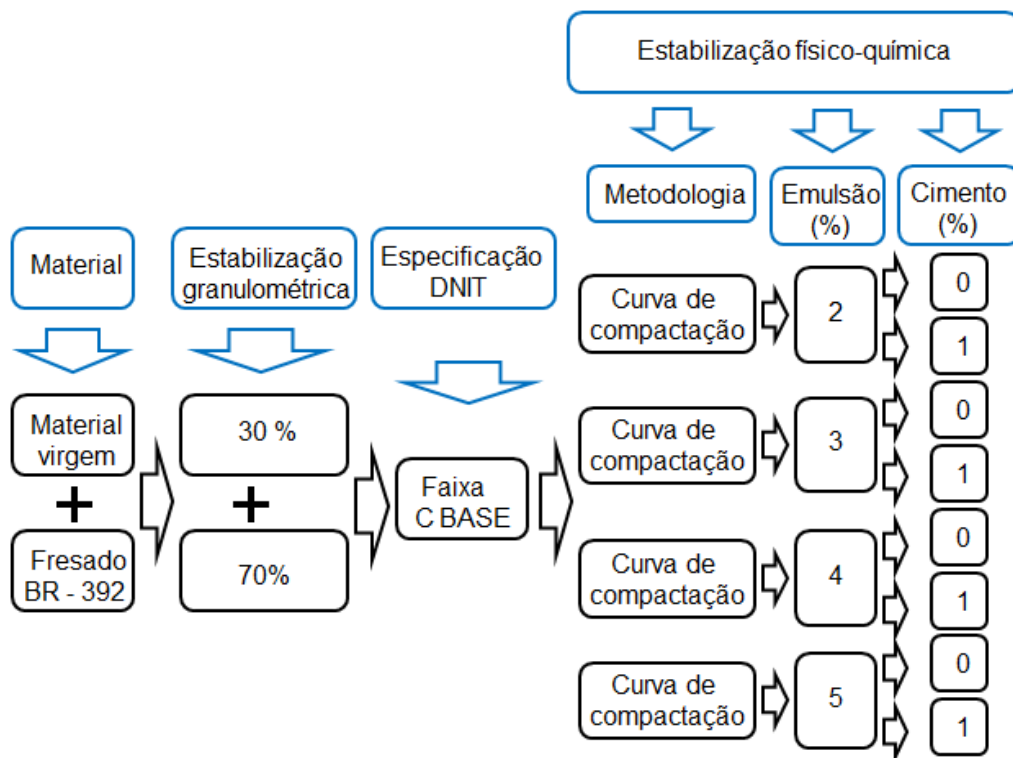 Estabilização físico-química
Metodologia
Emulsão
(%)
Cimento
(%)
Material
Estabilização
granulométrica
Especificação
DNIT
Material
virgem
+
Fresado
BR - 392
30 %
+
70%
Faixa
C BASE
Curva de
compactação
2
0
1
Curva de
compactação
3
0
1
Curva de
compactação
4
0
1
Curva de
compactação
5
0
1